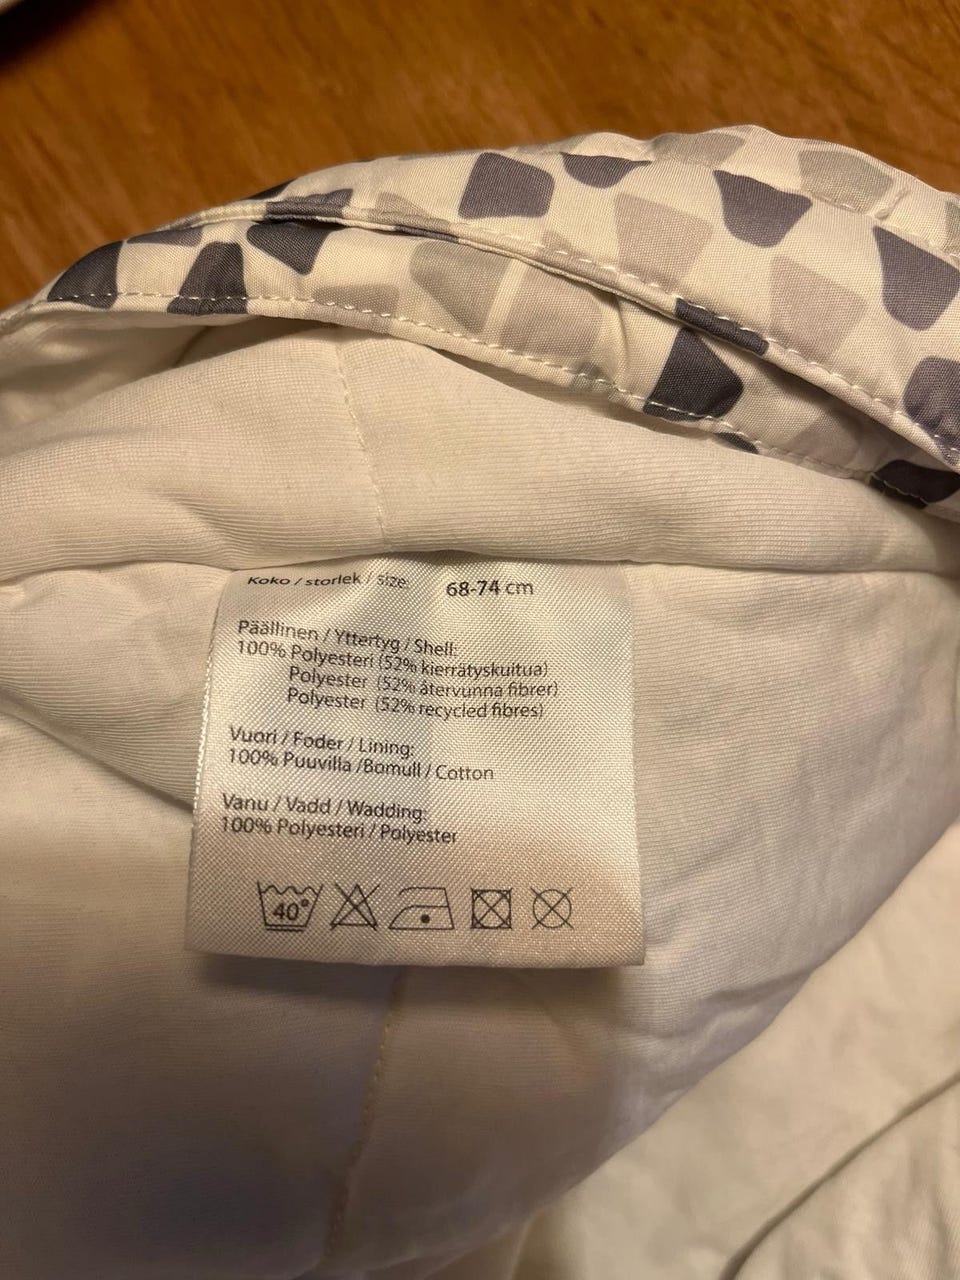 Koko / storlek / size: 68-74 cm
Päällinen / Yttertyg / Shell:
100% Polyesteri (52% kierrätyskuitua)
Polyester (52% återvunna fibrer)
Polyester (52% recycled fibres)
Vuori / Foder / Lining:
100% Puuvilla /Bomull / Cotton
Vanu / Vadd / Wadding:
100% Polyesteri / Polyester
40°